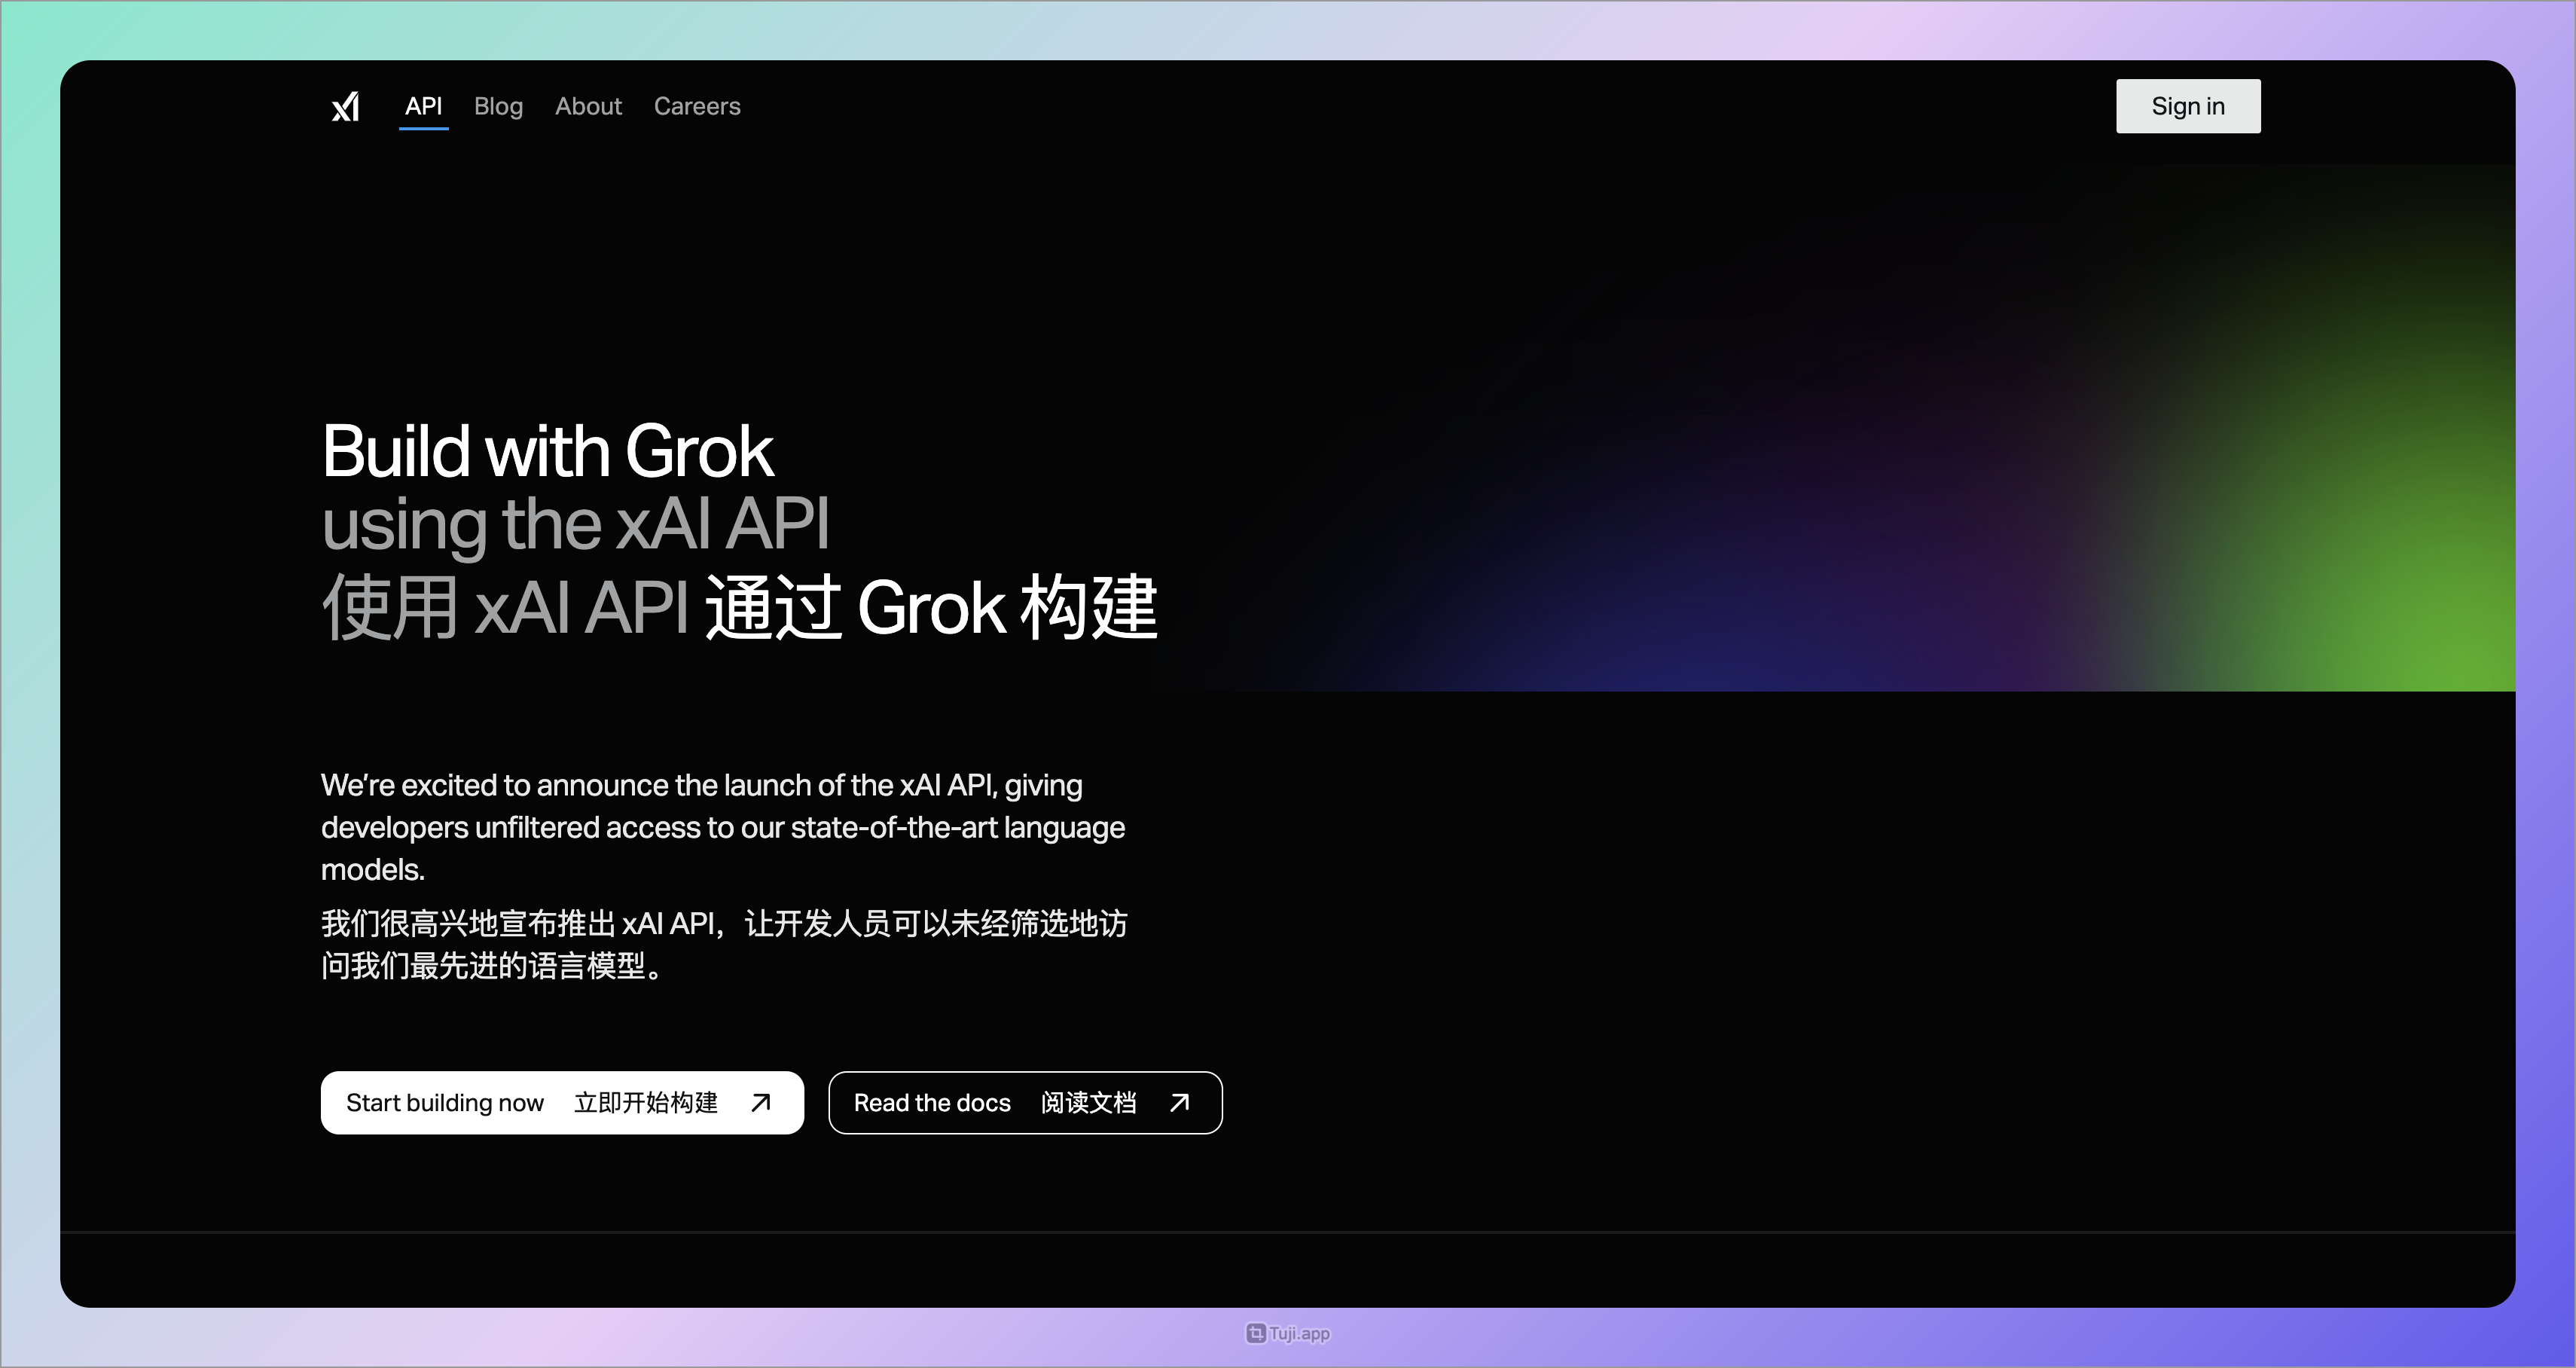 xI
API Blog About Careers
Sign in
Build with Grok
using the xAI API
使用 xAI API 通过 Grok 构建
We’re excited to announce the launch of the xAI API, giving
developers unfiltered access to our state-of-the-art language
models.
我们很高兴地宣布推出 xAI API，让开发人员可以未经筛选地访
问我们最先进的语言模型。
Start building now 立即开始构建
Read the docs 阅读文档
Tuji.app